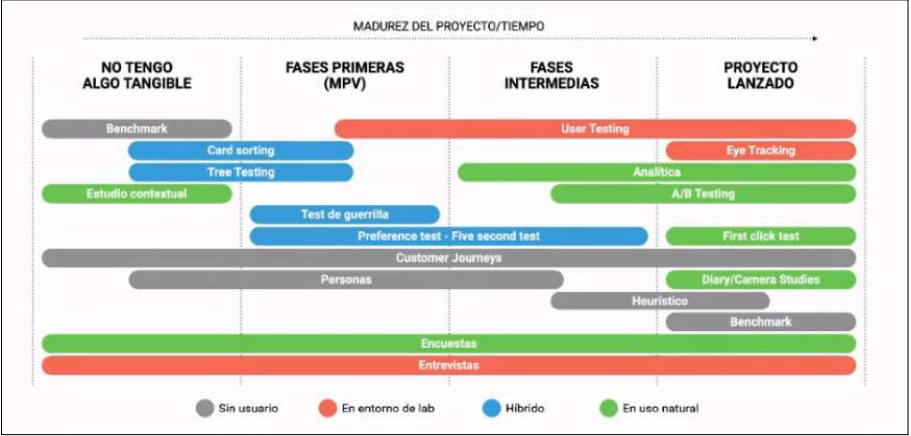 MADUREZ DEL PROYECTO/TIEMPO
NO TENGO
ALGO TANGIBLE
FASES PRIMERAS
(MPV)
FASES
INTERMEDIAS
PROYECTO
LANZADO
Benchmark
User Testing
Card sorting
Eye Tracking
Tree Testing
Analítica
Estudio contextual
A/B Testing
Test de guerrilla
Preference test - Five second test
First click test
Customer Journeys
Personas
Diary/Camera Studies
Heurístico
Benchmark
Encuestas
Entrevistas
Sin usuario
En entorno de lab
Híbrido
En uso natural